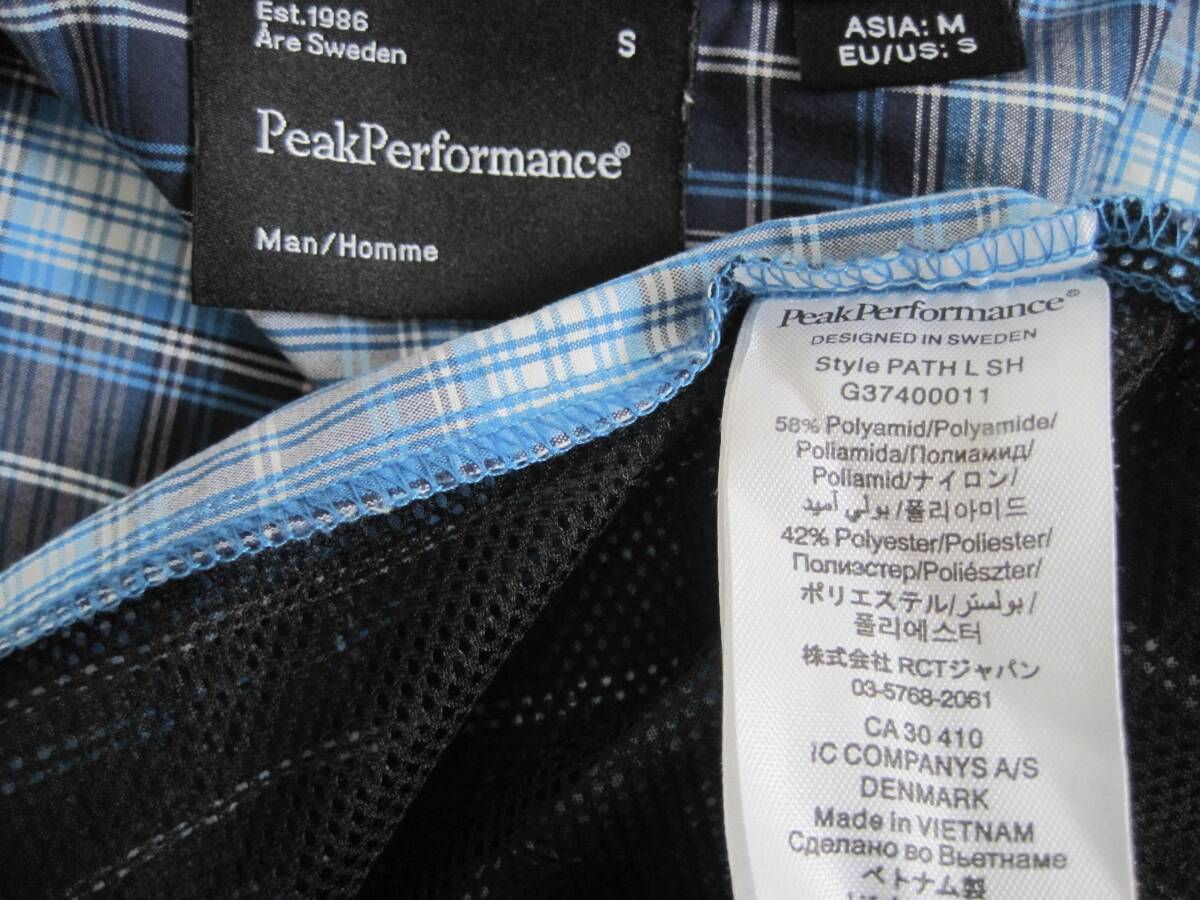 Est.1986
Åre Sweden
S
PeakPerformance®
Man/Homme
ASIA: M
EU/US: S
PeakPerformance®
DESIGNED IN SWEDEN
Style PATH L SH
G37400011
58% Polyamid/Polyamide/
Poliamida/Полиамид/
Poliamid/ナイロン/
بولي أميد/폴리아미드
42% Polyester/Poliester/
Полиэстер/Poliészter/
ポリエステル/بولستر/
폴리에스터
株式会社 RCTジャパン
03-5768-2061
CA 30 410
IC COMPANYS A/S
DENMARK
Made in VIETNAM
Сделано во Вьетнаме
ベトナム製